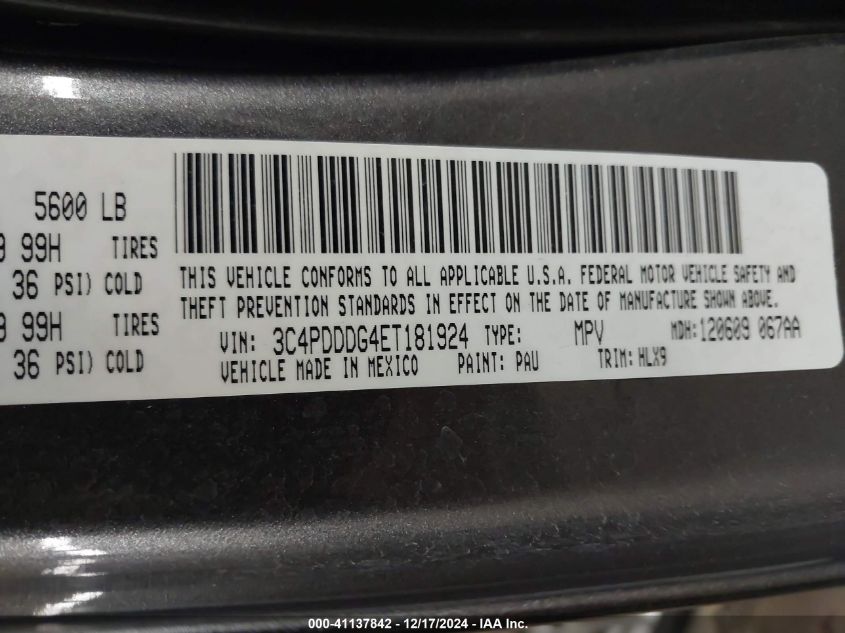 5600 LB
99H TIRES
36 PSI) COLD
99H TIRES
36 PSI) COLD
THIS VEHICLE CONFORMS TO ALL APPLICABLE U.S.A. FEDERAL MOTOR VEHICLE SAFETY AND
THEFT PREVENTION STANDARDS IN EFFECT ON THE DATE OF MANUFACTURE SHOWN ABOVE.
VIN: 3C4PDDDG4ET181924 TYPE: MPV MDH:120609 067AA
VEHICLE MADE IN MEXICO PAINT: PAU TRIM: HLX9
000-41137842 - 12/17/2024 - IAA Inc.